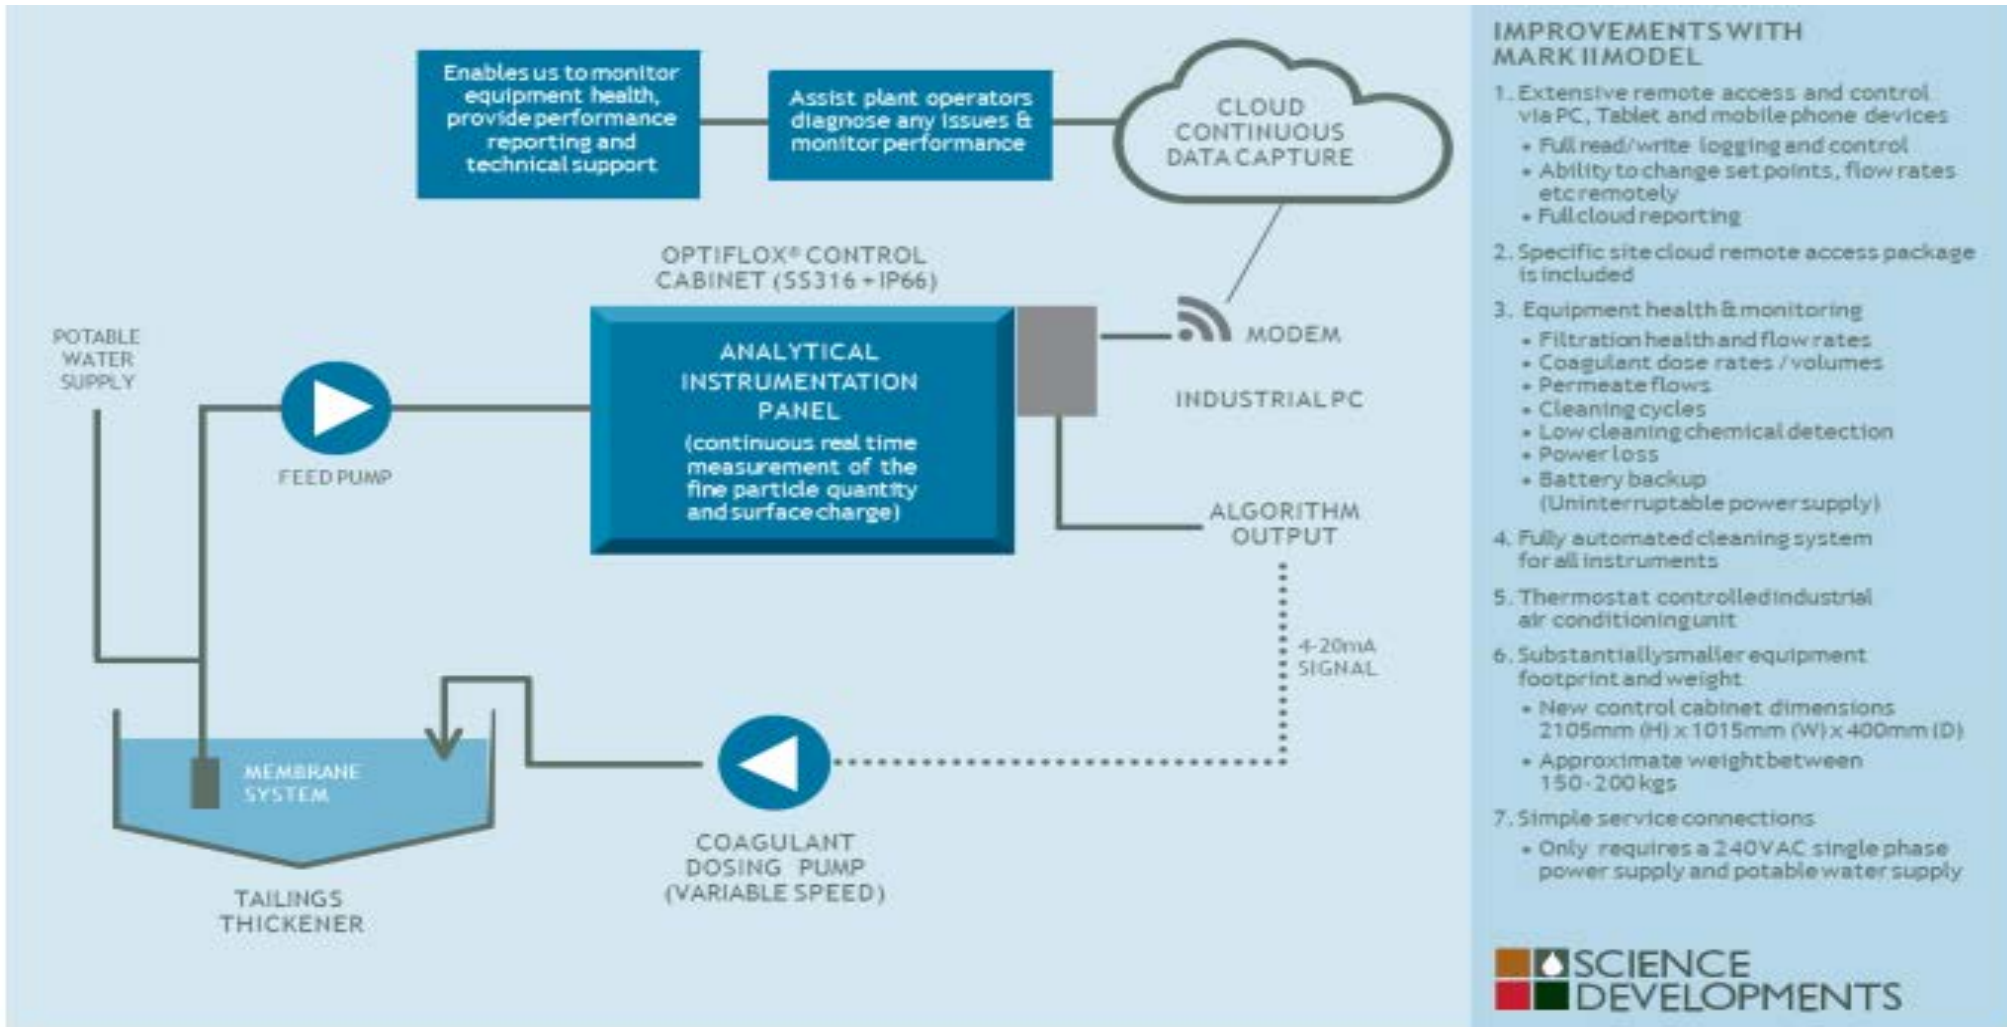 Enables us to monitor
equipment health,
provide performance
reporting and
technical support
Assist plant operators
diagnose any issues &
monitor performance
CLOUD
CONTINUOUS
DATA CAPTURE
OPTIFLOX® CONTROL
CABINET (SS316 + IP66)
POTABLE
WATER
SUPPLY
FEED PUMP
ANALYTICAL
INSTRUMENTATION
PANEL
(continuous real time
measurement of the
fine particle quantity
and surface charge)
MODEM
INDUSTRIAL PC
ALGORITHM
OUTPUT
4-20mA
SIGNAL
MEMBRANE
SYSTEM
TAILINGS
THICKENER
COAGULANT
DOSING PUMP
(VARIABLE SPEED)
IMPROVEMENTS WITH
MARK II MODEL
1. Extensive remote access and control
via PC, Tablet and mobile phone devices
• Full read/write logging and control
• Ability to change set points, flow rates
etc remotely
• Full cloud reporting
2. Specific site cloud remote access package
is included
3. Equipment health & monitoring
• Filtration health and flow rates
• Coagulant dose rates / volumes
• Permeate flows
• Cleaning cycles
• Low cleaning chemical detection
• Power loss
• Battery backup
(Uninterruptable power supply)
4. Fully automated cleaning system
for all instruments
5. Thermostat controlled industrial
air conditioning unit
6. Substantially smaller equipment
footprint and weight
• New control cabinet dimensions
2105mm (H) x 1015mm (W) x 400mm (D)
• Approximate weight between
150-200 kgs
7. Simple service connections
• Only requires a 240VAC single phase
power supply and potable water supply
SCIENCE
DEVELOPMENTS